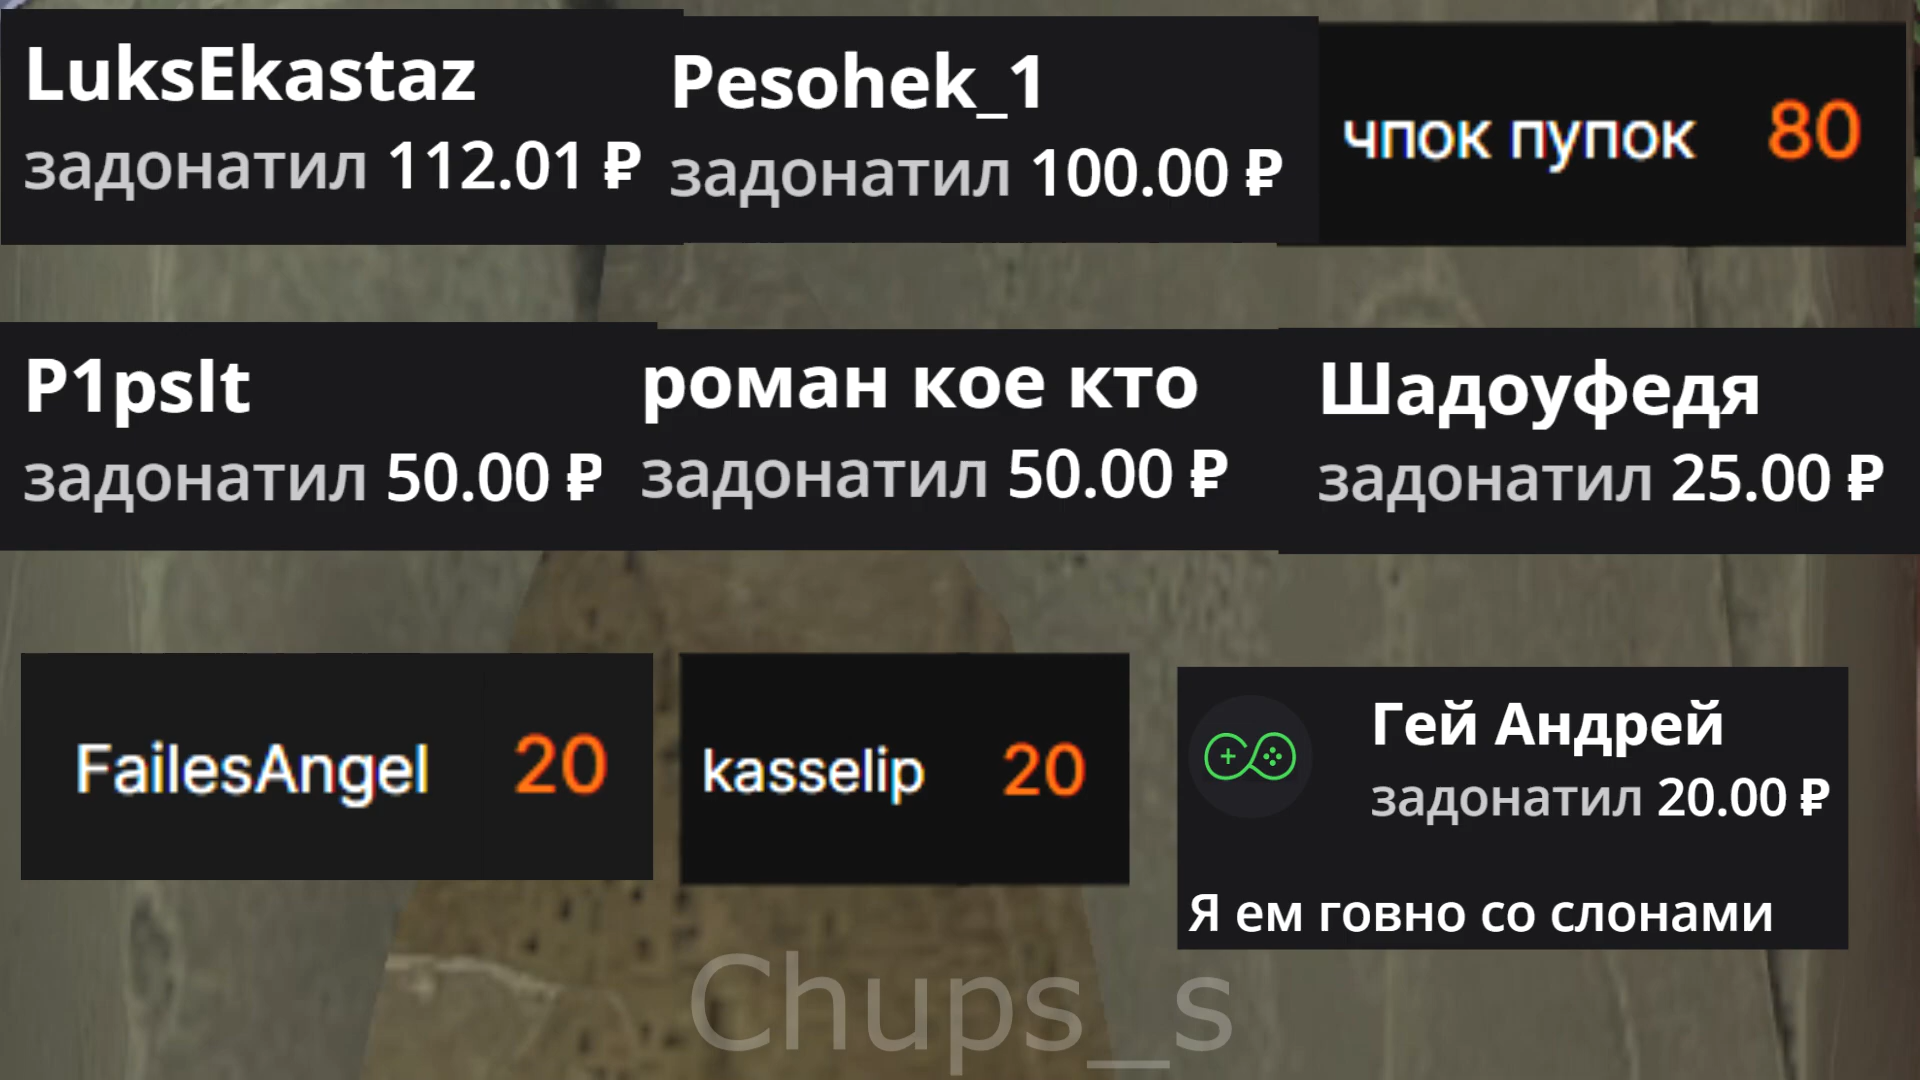 LuksEkastaz
задонатил 112.01 ₽
Pesohek_1
задонатил 100.00 ₽
чпок пупок 80
P1pslt
задонатил 50.00 ₽
роман кое кто
задонатил 50.00 ₽
Шадоуфедя
задонатил 25.00 ₽
FailesAngel 20
kasselip 20
Гей Андрей
задонатил 20.00 ₽
Я ем говно со слонами
Chups_s